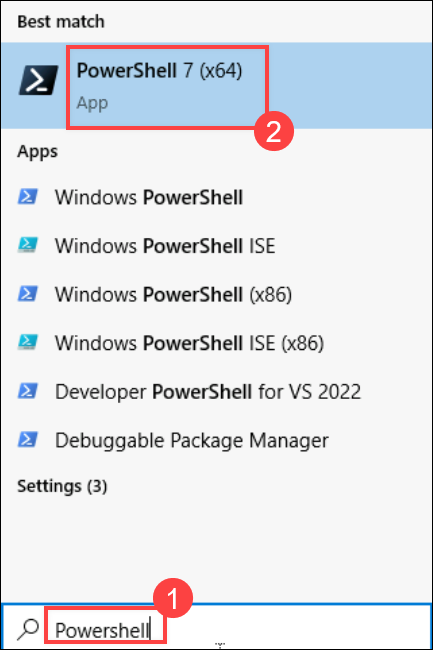 Best match
PowerShell 7 (x64)
App
2
Apps
Windows PowerShell
Windows PowerShell ISE
Windows PowerShell (x86)
Windows PowerShell ISE (x86)
Developer PowerShell for VS 2022
Debuggable Package Manager
Settings (3)
1
Powershell